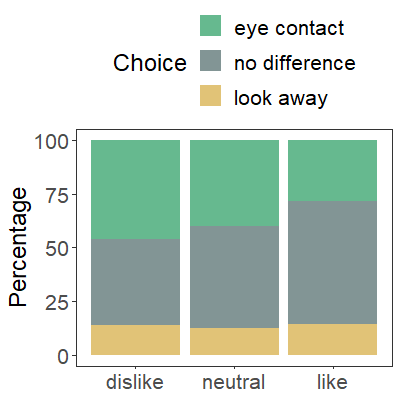 eye contact
Choice no difference
look away
100
75
50
25
0
Percentage
dislike neutral like